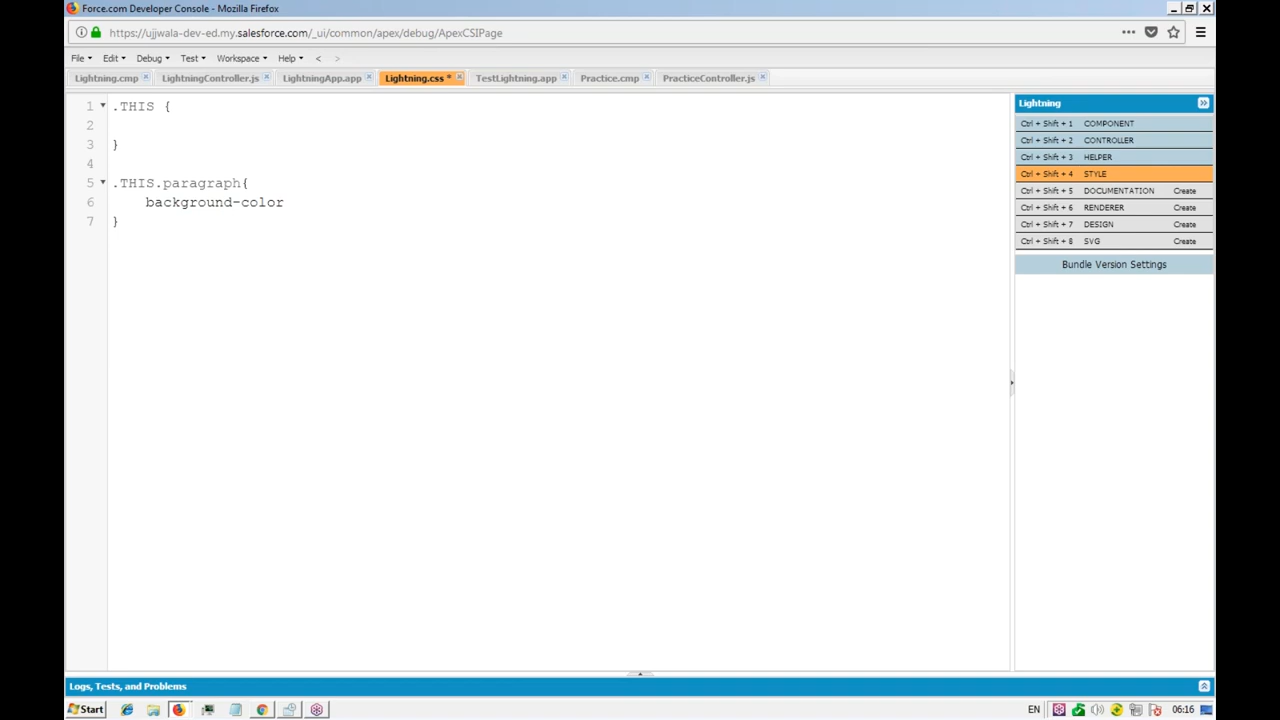 Force.com Developer Console - Mozilla Firefox
https://ujjwala-dev-ed.my.salesforce.com/_ui/common/apex/debug/ApexCSIPage
File Edit Debug Test Workspace Help < >
Lightning.cmp LightningController.js LightningApp.app Lightning.css * TestLightning.app Practice.cmp PracticeController.js
1 .THIS {
2
3 }
4
5 .THIS.paragraph{
6 background-color
7 }
Lightning
Ctrl + Shift + 1 COMPONENT
Ctrl + Shift + 2 CONTROLLER
Ctrl + Shift + 3 HELPER
Ctrl + Shift + 4 STYLE
Ctrl + Shift + 5 DOCUMENTATION Create
Ctrl + Shift + 6 RENDERER Create
Ctrl + Shift + 7 DESIGN Create
Ctrl + Shift + 8 SVG Create
Bundle Version Settings
Logs, Tests, and Problems
Start EN 06:16